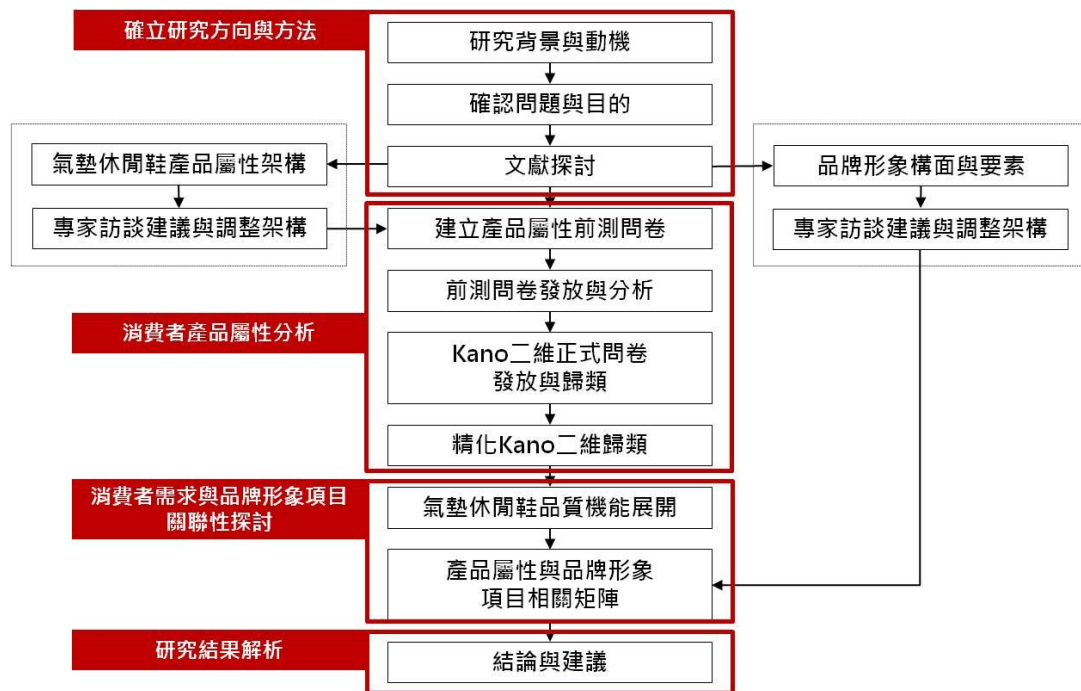 確立研究方向與方法
研究背景與動機
確認問題與目的
文獻探討
氣墊休閒鞋產品屬性架構
專家訪談建議與調整架構
品牌形象構面與要素
專家訪談建議與調整架構
消費者產品屬性分析
建立產品屬性前測問卷
前測問卷發放與分析
Kano二維正式問卷
發放與歸類
精化Kano二維歸類
消費者需求與品牌形象項目
關聯性探討
氣墊休閒鞋品質機能展開
產品屬性與品牌形象
項目相關矩陣
研究結果解析
結論與建議